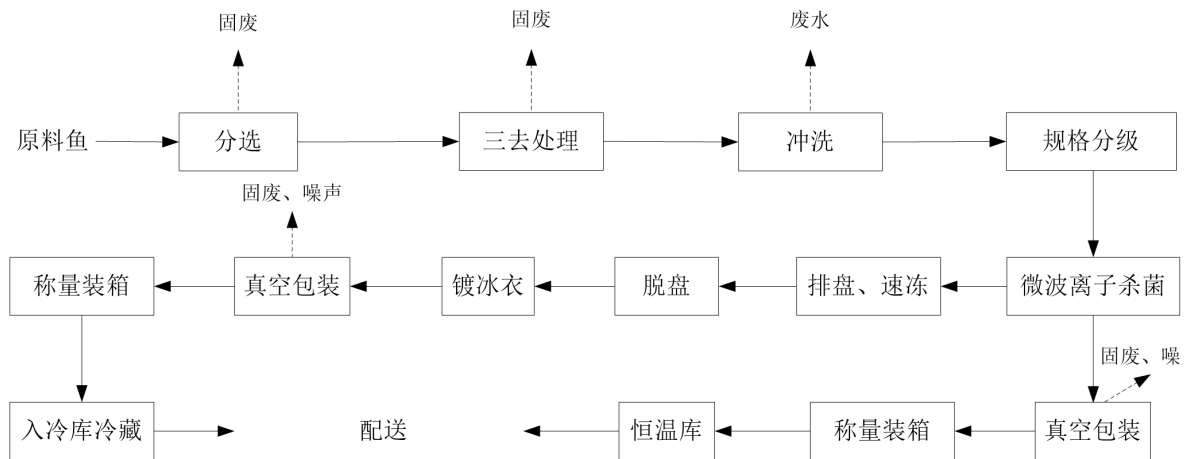 固废
固废
废水
原料鱼
分选
三去处理
冲洗
规格分级
固废、噪声
称量装箱
真空包装
镀冰衣
脱盘
排盘、速冻
微波离子杀菌
固废、噪
入冷库冷藏
配送
恒温库
称量装箱
真空包装